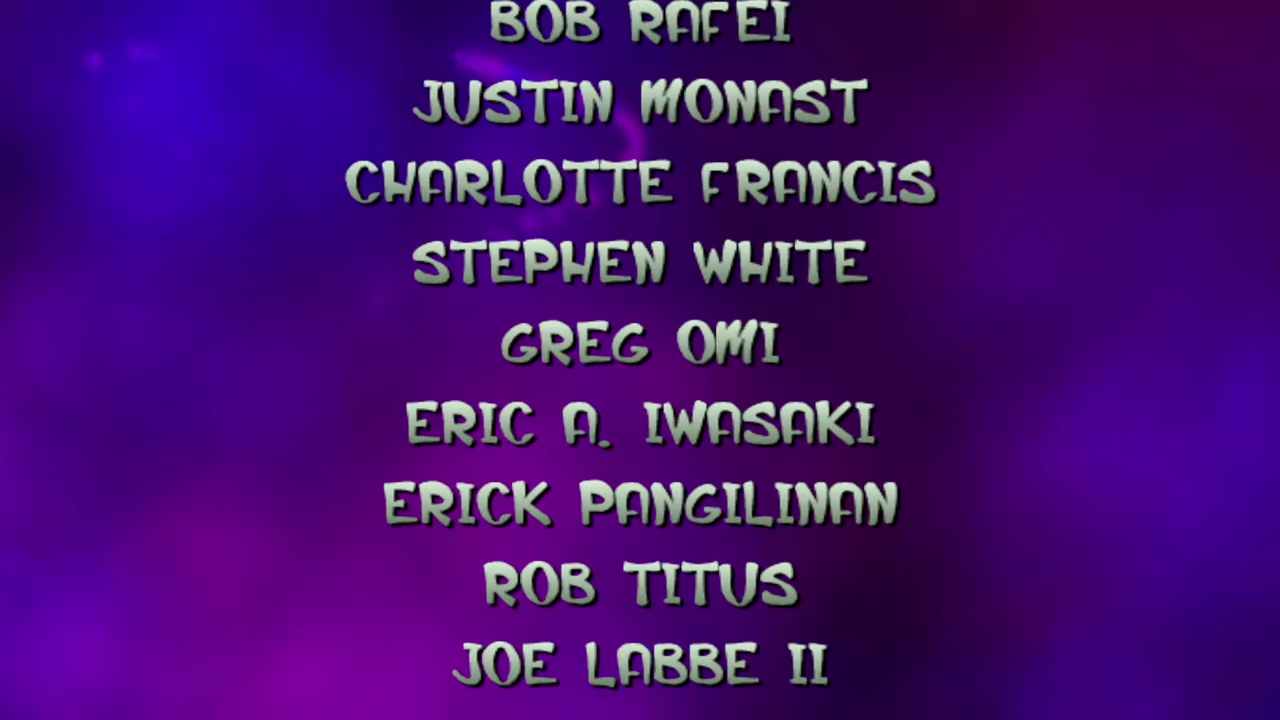 BOB RAFEI
JUSTIN MONAST
CHARLOTTE FRANCIS
STEPHEN WHITE
GREG OMI
ERIC A. IWASAKI
ERICK PANGILINAN
ROB TITUS
JOE LABBE II